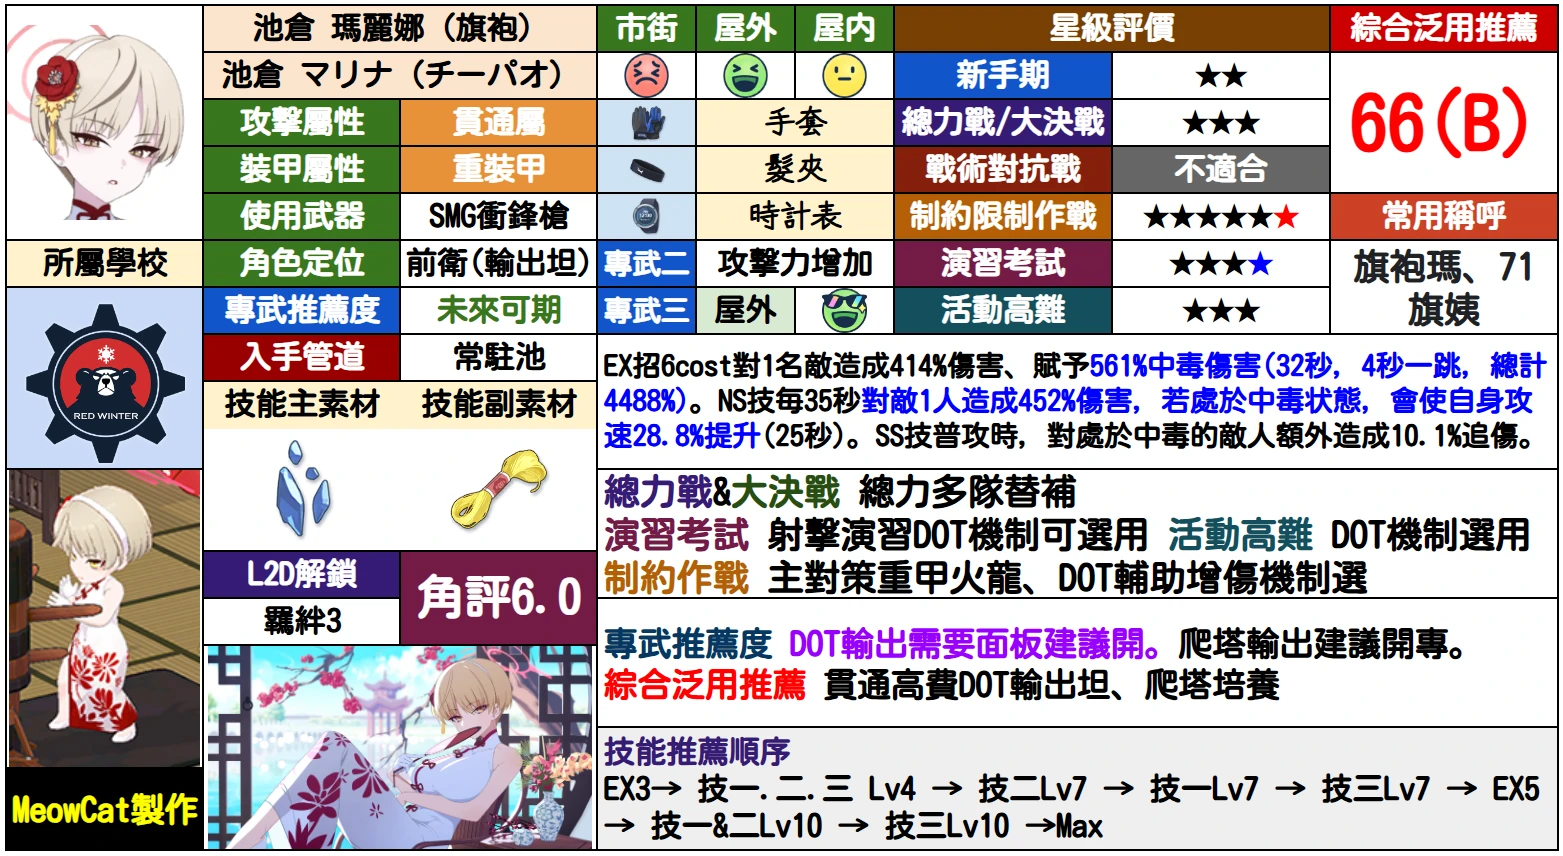 池倉 瑪麗娜 (旗袍)
池倉 マリナ (チーパオ)
攻擊屬性 貫通屬
裝甲屬性 重裝甲
使用武器 SMG衝鋒槍
所屬學校
角色定位 前衛(輸出坦)
專武推薦度 未來可期
入手管道 常駐池
RED WINTER
技能主素材 技能副素材
L2D解鎖
羈絆3
角評6.0
MeowCat製作
市街 屋外 屋内
手套
髮夾
時計表
專武二 攻擊力增加
專武三 屋外
星級評價
新手期 ★★
總力戰/大決戰 ★★★
戰術對抗戰 不適合
制約限制作戰 ★★★★★★
演習考試 ★★★★
活動高難 ★★★
綜合泛用推薦
66(B)
常用稱呼
旗袍瑪、71
旗姨
EX招6cost對1名敵造成414%傷害、賦予561%中毒傷害(32秒, 4秒一跳, 總計
4488%)。NS技每35秒對敵1人造成452%傷害, 若處於中毒状態, 會使自身攻
速28.8%提升(25秒)。SS技普攻時, 對處於中毒的敵人額外造成10.1%追傷。
總力戰&大決戰 總力多隊替補
演習考試 射擊演習DOT機制可選用 活動高難 DOT機制選用
制約作戰 主對策重甲火龍、DOT輔助增傷機制選
專武推薦度 DOT輸出需要面板建議開。爬塔輸出建議開專。
綜合泛用推薦 貫通高費DOT輸出坦、爬塔培養
技能推薦順序
EX3→ 技一.二.三 Lv4 → 技二Lv7 → 技一Lv7 → 技三Lv7 → EX5
→ 技一&二Lv10 → 技三Lv10 →Max